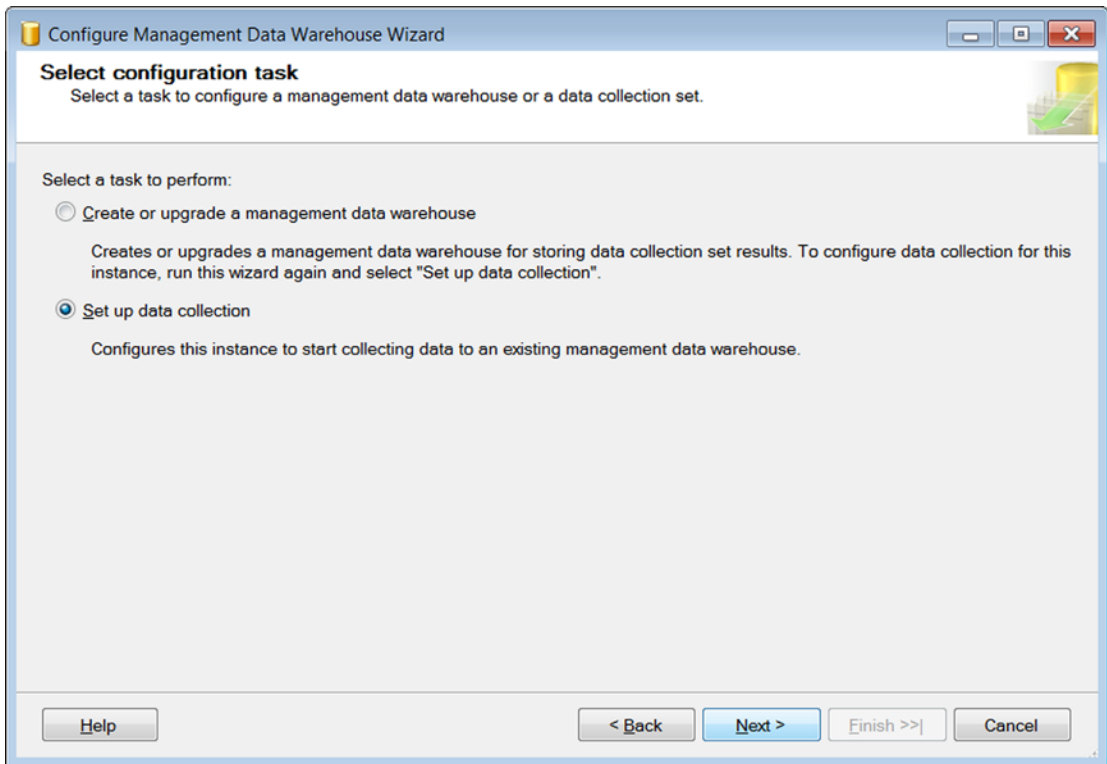 Configure Management Data Warehouse Wizard
Select configuration task
Select a task to configure a management data warehouse or a data collection set.
Select a task to perform:
Create or upgrade a management data warehouse
Creates or upgrades a management data warehouse for storing data collection set results. To configure data collection for this
instance, run this wizard again and select "Set up data collection".
Set up data collection
Configures this instance to start collecting data to an existing management data warehouse.
Help < Back Next > Finish >>| Cancel